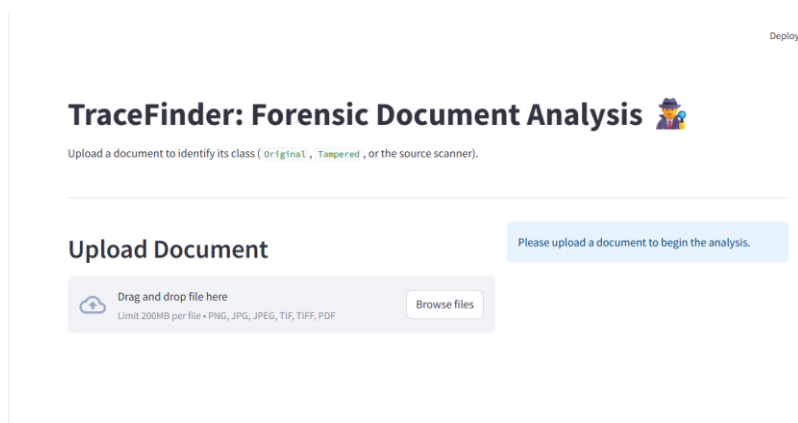 Deploy
TraceFinder: Forensic Document Analysis 🕵️
Upload a document to identify its class ( Original , Tampered , or the source scanner).
Upload Document
Please upload a document to begin the analysis.
Drag and drop file here
Limit 200MB per file • PNG, JPG, JPEG, TIF, TIFF, PDF
Browse files